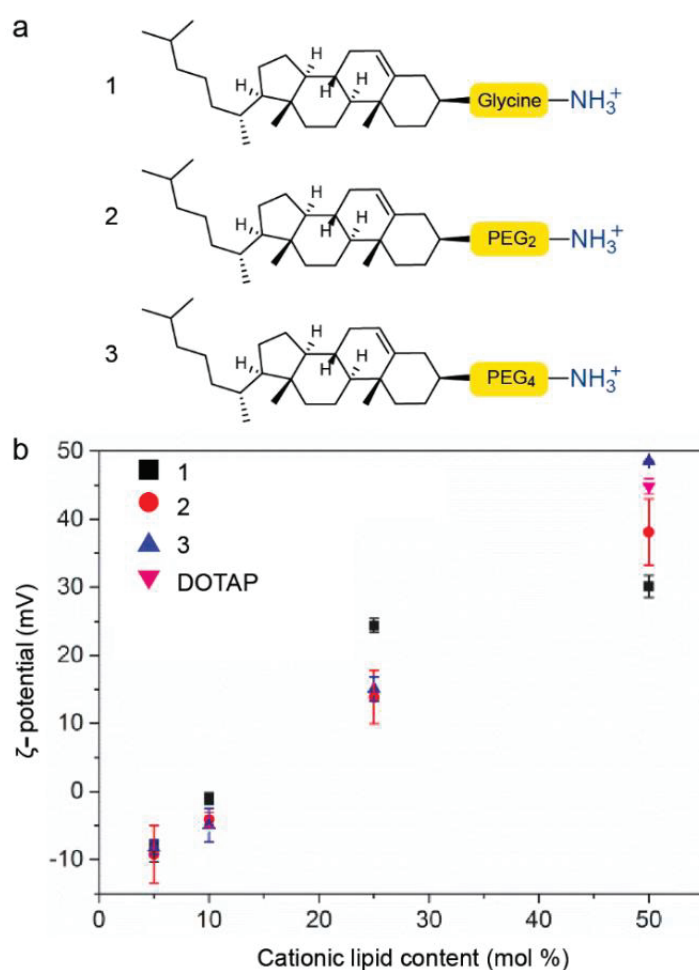 a
1
H
H
H
H
Glycine
NH₃⁺
2
H
H
H
H
PEG₂
NH₃⁺
3
H
H
H
H
PEG₄
NH₃⁺
b
1
2
3
DOTAP
50
40
30
20
10
0
-10
ζ-potential (mV)
0 10 20 30 40 50
Cationic lipid content (mol %)